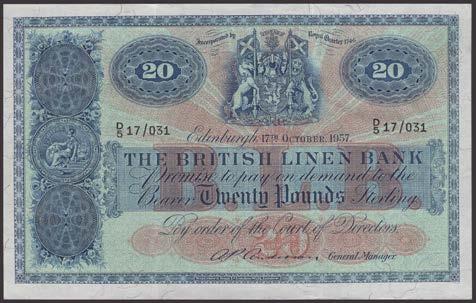 Incorporated by Royal Charter 1746
20 20
D/5 17/031 D/5 17/031
Edinburgh, 17TH OCTOBER, 1957.
THE BRITISH LINEN BANK
Promise to pay on demand to the
Bearer Twenty Pounds Sterling.
By order of the Court of Directors.
General Manager.